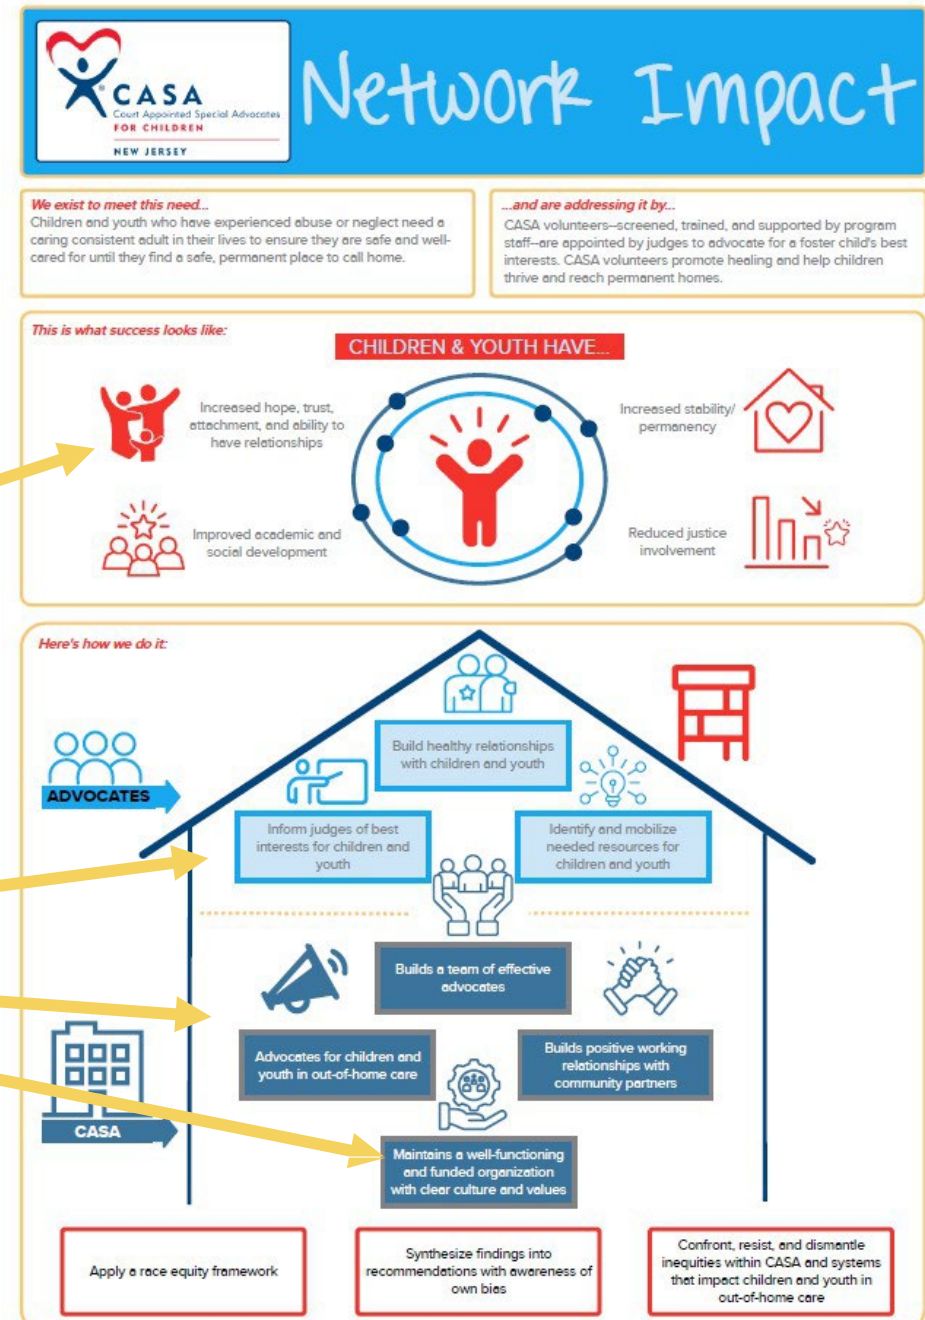 CASA
Court Appointed Special Advocates
FOR CHILDREN
NEW JERSEY
Network Impact
We exist to meet this need...
Children and youth who have experienced abuse or neglect need a
caring consistent adult in their lives to ensure they are safe and well-
cared for until they find a safe, permanent place to call home.
...and are addressing it by...
CASA volunteers--screened, trained, and supported by program
staff--are appointed by judges to advocate for a foster child's best
interests. CASA volunteers promote healing and help children
thrive and reach permanent homes.
This is what success looks like:
CHILDREN & YOUTH HAVE...
Increased hope, trust,
attachment, and ability to
have relationships
Increased stability/
permanency
Improved academic and
social development
Reduced justice
involvement
Here's how we do it:
ADVOCATES
Build healthy relationships
with children and youth
Inform judges of best
interests for children and
youth
Identify and mobilize
needed resources for
children and youth
Builds a team of effective
advocates
Advocates for children and
youth in out-of-home care
Builds positive working
relationships with
community partners
CASA
Maintains a well-functioning
and funded organization
with clear culture and values
Apply a race equity framework
Synthesize findings into
recommendations with awareness of
own bias
Confront, resist, and dismantle
inequities within CASA and systems
that impact children and youth in
out-of-home care